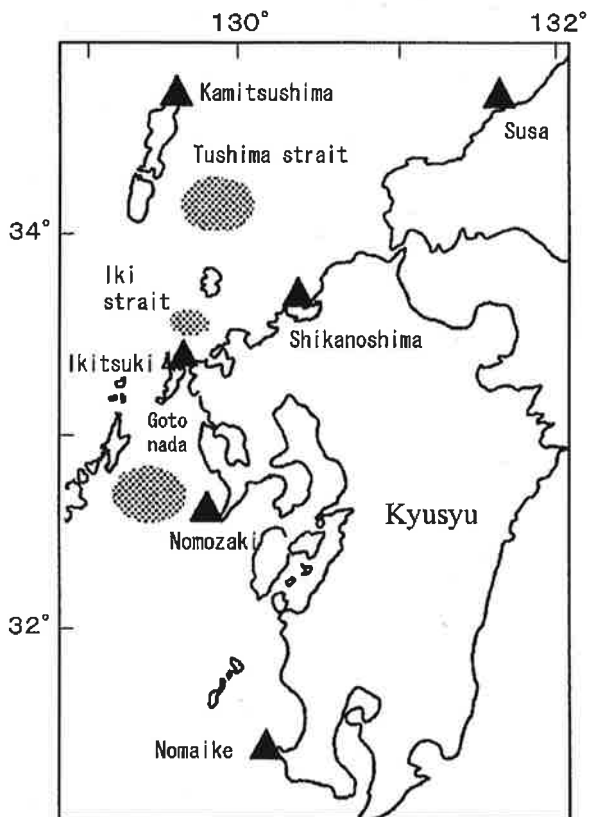 130° 132°
Kamitsushima
Susa
Tushima strait
34°
Iki
strait
Shikanoshima
Ikitsuki
Goto
nada
Kyusyu
Nomozaki
32°
Nomaike